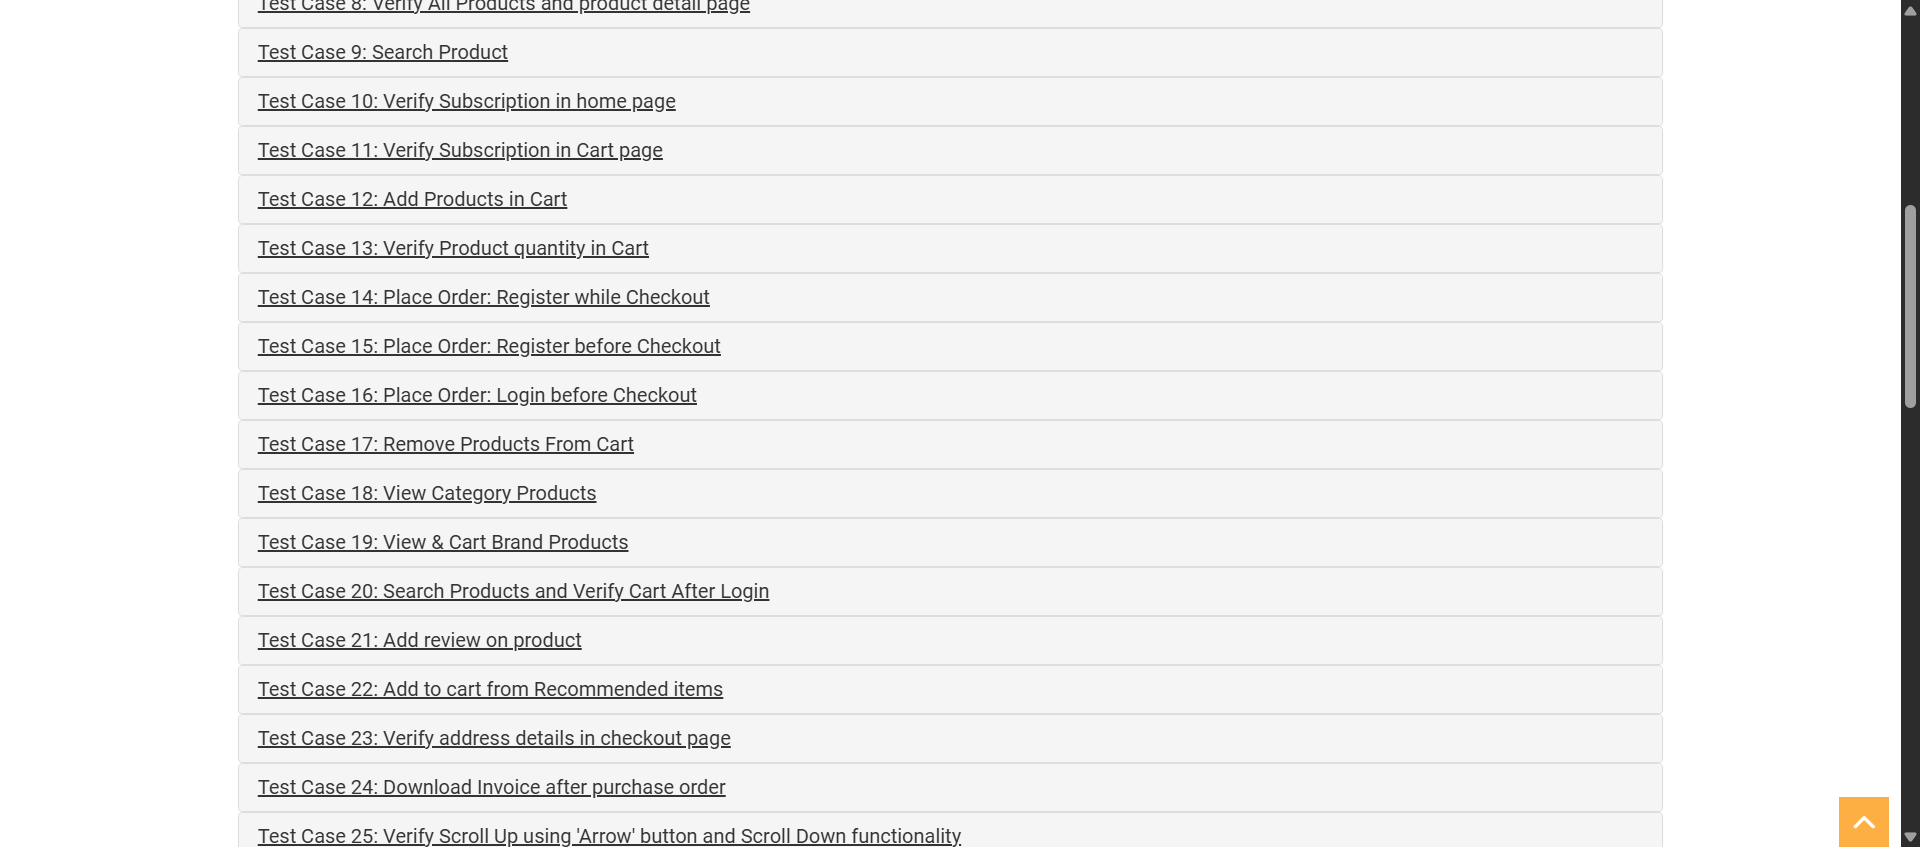 Test Case 8: Verify All Products and product detail page
Test Case 9: Search Product
Test Case 10: Verify Subscription in home page
Test Case 11: Verify Subscription in Cart page
Test Case 12: Add Products in Cart
Test Case 13: Verify Product quantity in Cart
Test Case 14: Place Order: Register while Checkout
Test Case 15: Place Order: Register before Checkout
Test Case 16: Place Order: Login before Checkout
Test Case 17: Remove Products From Cart
Test Case 18: View Category Products
Test Case 19: View & Cart Brand Products
Test Case 20: Search Products and Verify Cart After Login
Test Case 21: Add review on product
Test Case 22: Add to cart from Recommended items
Test Case 23: Verify address details in checkout page
Test Case 24: Download Invoice after purchase order
Test Case 25: Verify Scroll Up using 'Arrow' button and Scroll Down functionality